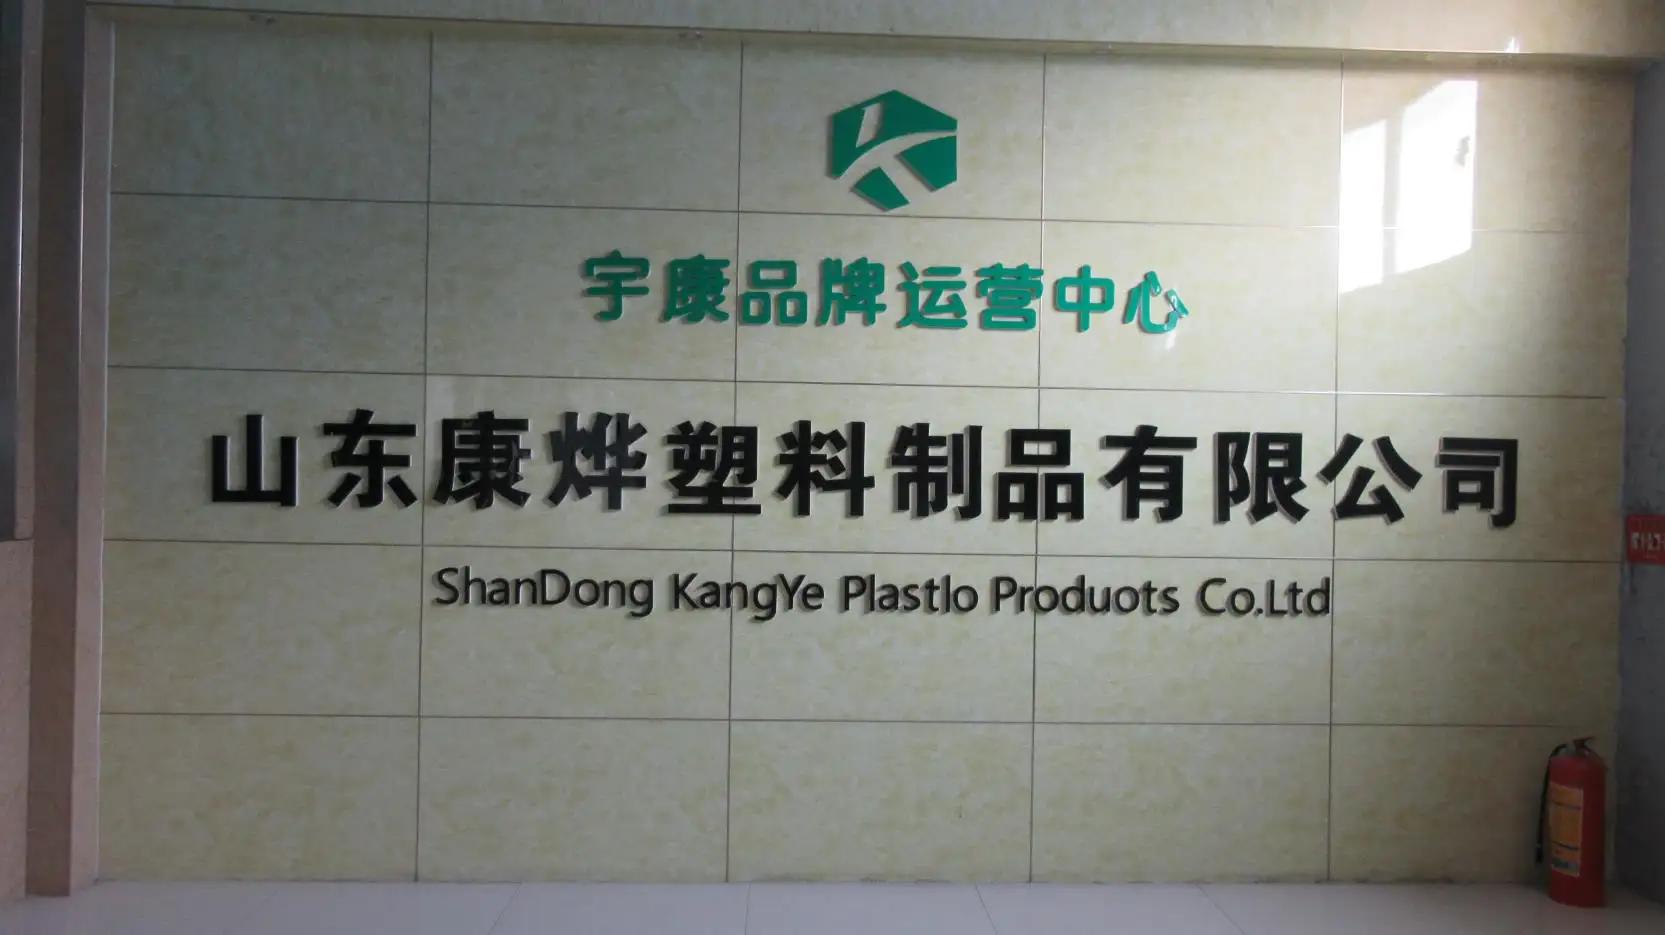 宇康品牌运营中心
山东康烨塑料制品有限公司
ShanDong KangYe Plastlo Produots Co.Ltd